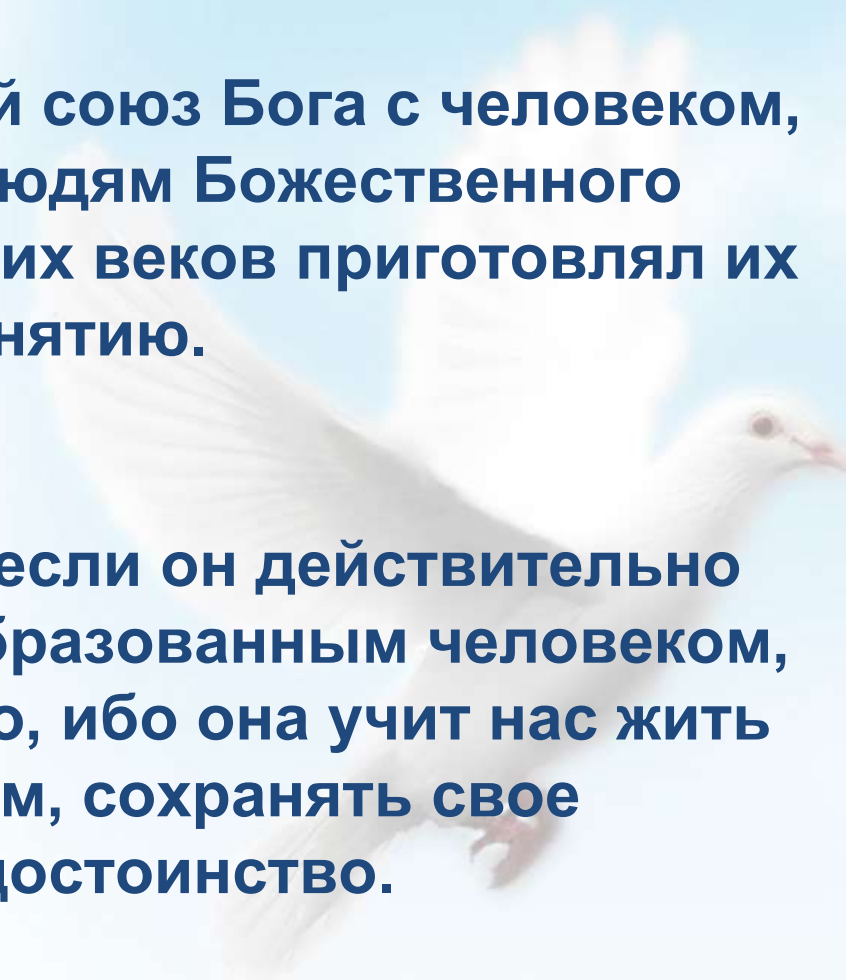 й союз Бога с человеком,
юдям Божественного
их веков приготовлял их
нятию.
если он действительно
бразованным человеком,
о, ибо она учит нас жить
м, сохранять свое
достоинство.